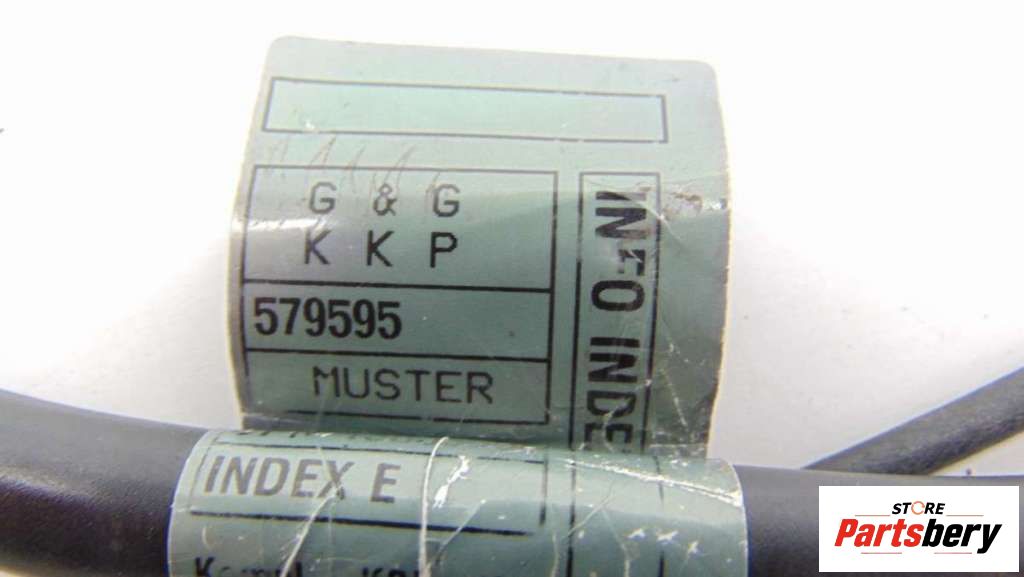 G & G
K K P
579595
MUSTER
INFO INDE
INDEX E
STORE
Partsbery